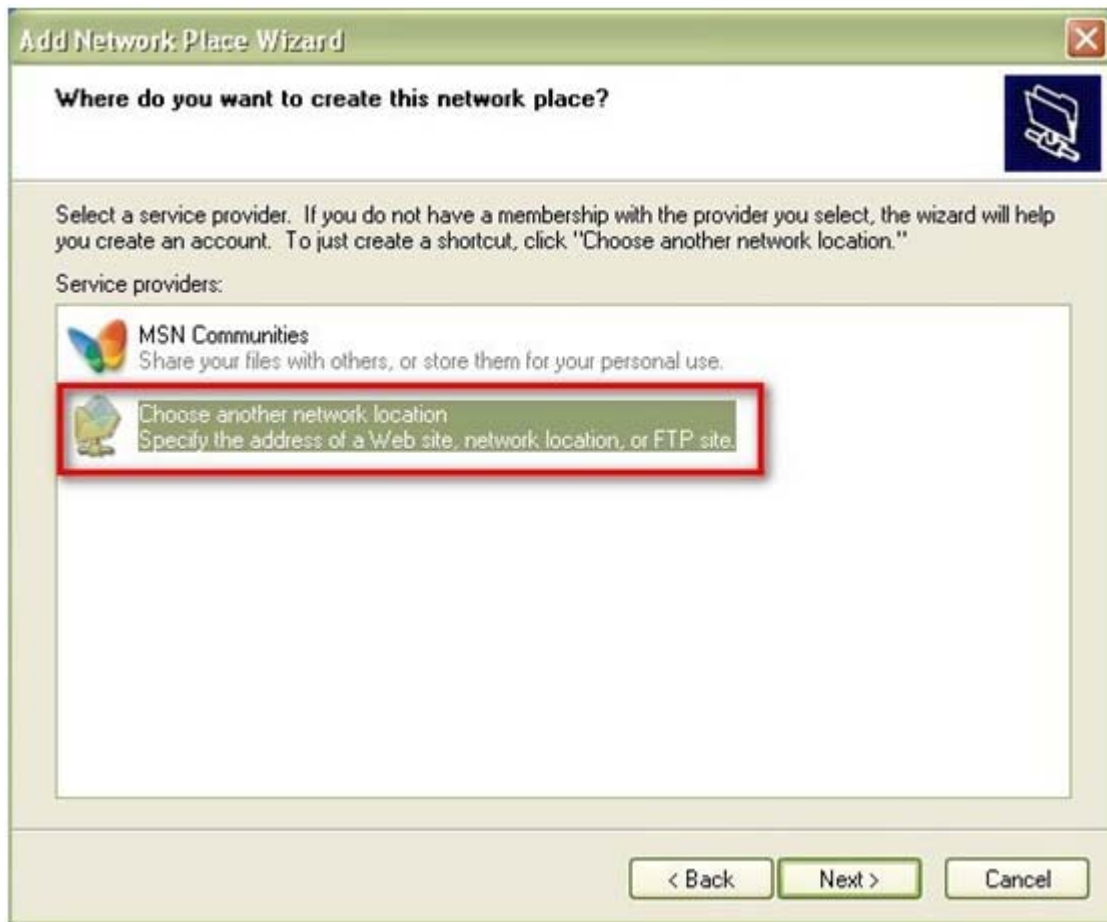 Add Network Place Wizard
Where do you want to create this network place?
Select a service provider. If you do not have a membership with the provider you select, the wizard will help
you create an account. To just create a shortcut, click "Choose another network location."
Service providers:
MSN Communities
Share your files with others, or store them for your personal use.
Choose another network location
Specify the address of a Web site, network location, or FTP site.
< Back
Next >
Cancel